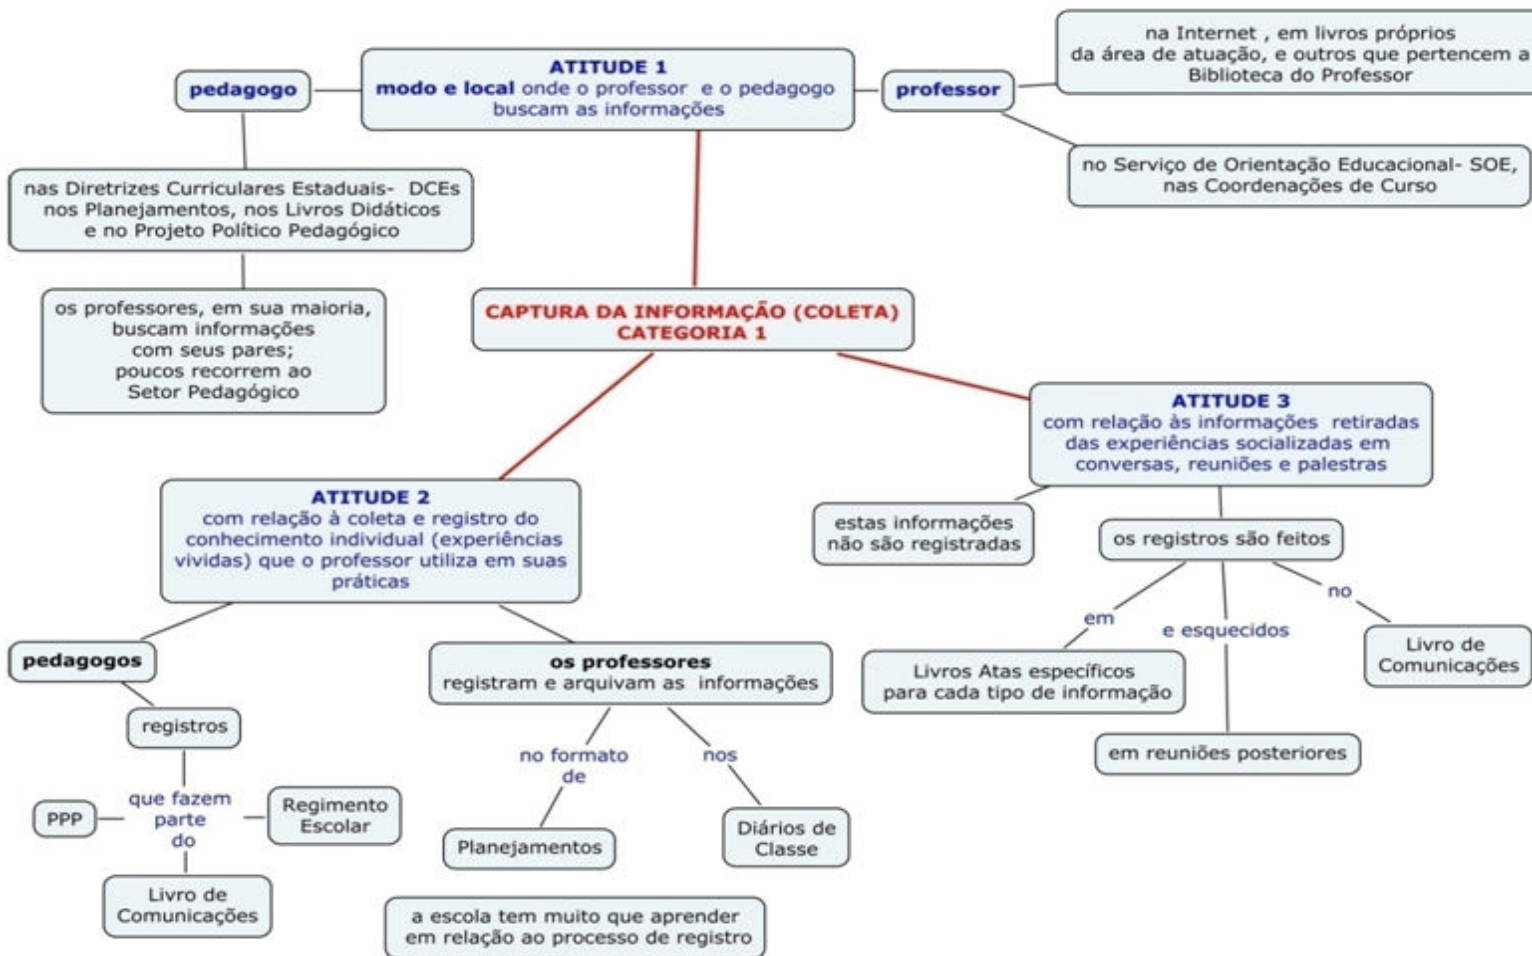 na Internet , em livros próprios
da área de atuação, e outros que pertencem a
Biblioteca do Professor
ATITUDE 1
modo e local onde o professor e o pedagogo
buscam as informações
pedagogo
professor
no Serviço de Orientação Educacional- SOE,
nas Coordenações de Curso
nas Diretrizes Curriculares Estaduais- DCEs
nos Planejamentos, nos Livros Didáticos
e no Projeto Político Pedagógico
os professores, em sua maioria,
buscam informações
com seus pares;
poucos recorrem ao
Setor Pedagógico
CAPTURA DA INFORMAÇÃO (COLETA)
CATEGORIA 1
ATITUDE 3
com relação às informações retiradas
das experiências socializadas em
conversas, reuniões e palestras
estas informações
não são registradas
os registros são feitos
em
e esquecidos
no
Livros Atas específicos
para cada tipo de informação
Livro de
Comunicações
em reuniões posteriores
ATITUDE 2
com relação à coleta e registro do
conhecimento individual (experiências
vividas) que o professor utiliza em suas
práticas
pedagogos
registros
que fazem
parte
do
PPP
Regimento
Escolar
Livro de
Comunicações
os professores
registram e arquivam as informações
no formato
de
nos
Planejamentos
Diários de
Classe
a escola tem muito que aprender
em relação ao processo de registro